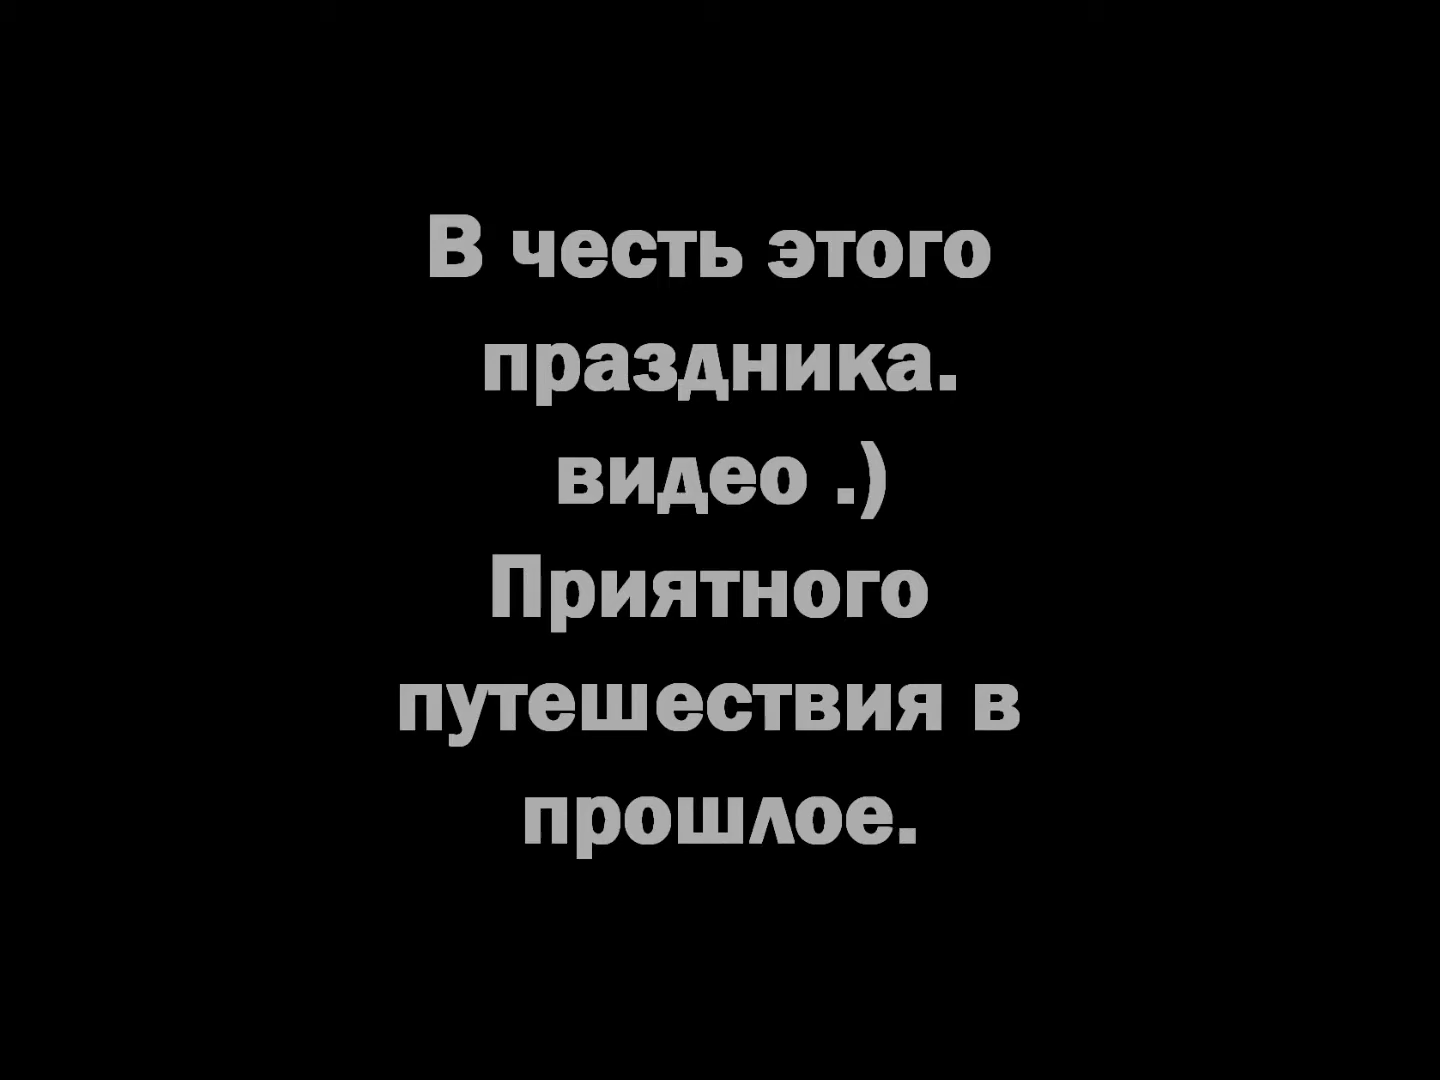 В честь этого
праздника.
видео .)
Приятного
путешествия в
прошлое.